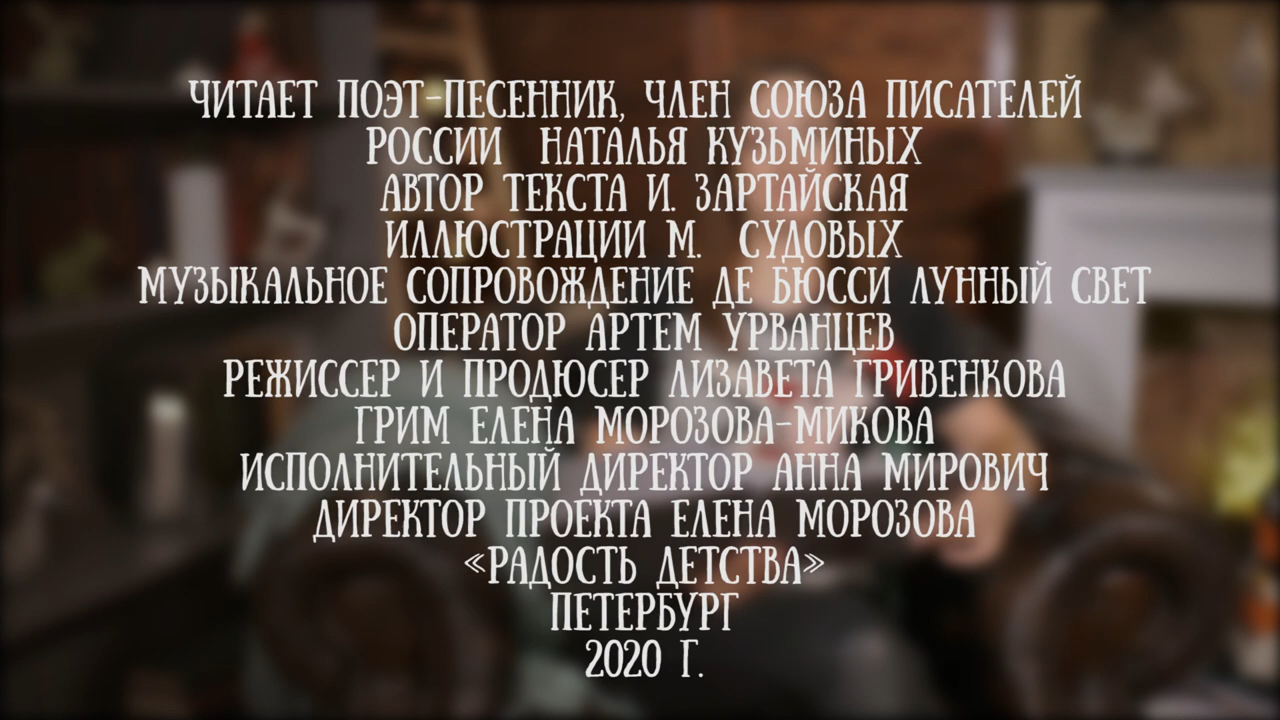 ЧИТАЕТ ПОЭТ-ПЕСЕННИК, ЧЛЕН СОЮЗА ПИСАТЕЛЕЙ
РОССИИ НАТАЛЬЯ КУЗЬМИНЫХ
АВТОР ТЕКСТА И. ЗАРТАЙСКАЯ
ИЛЛЮСТРАЦИИ М. СУДОВЫХ
МУЗЫКАЛЬНОЕ СОПРОВОЖДЕНИЕ ДЕ БЮССИ ЛУННЫЙ СВЕТ
ОПЕРАТОР АРТЕМ УРВАНЦЕВ
РЕЖИССЕР И ПРОДЮСЕР ЛИЗАВЕТА ГРИВЕНКОВА
ГРИМ ЕЛЕНА МОРОЗОВА-МИКОВА
ИСПОЛНИТЕЛЬНЫЙ ДИРЕКТОР АННА МИРОВИЧ
ДИРЕКТОР ПРОЕКТА ЕЛЕНА МОРОЗОВА
«РАДОСТЬ ДЕТСТВА»
ПЕТЕРБУРГ
2020 Г.